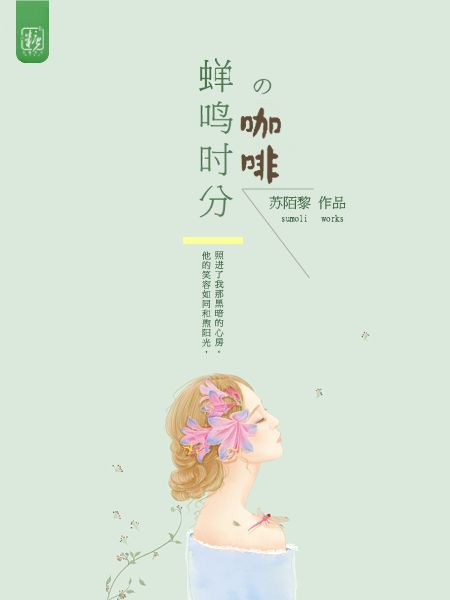 蝉鸣时分
の咖啡
苏陌黎 作品
sumoli works
他的笑容如同和煦阳光，
照进了我那黑暗的心房。